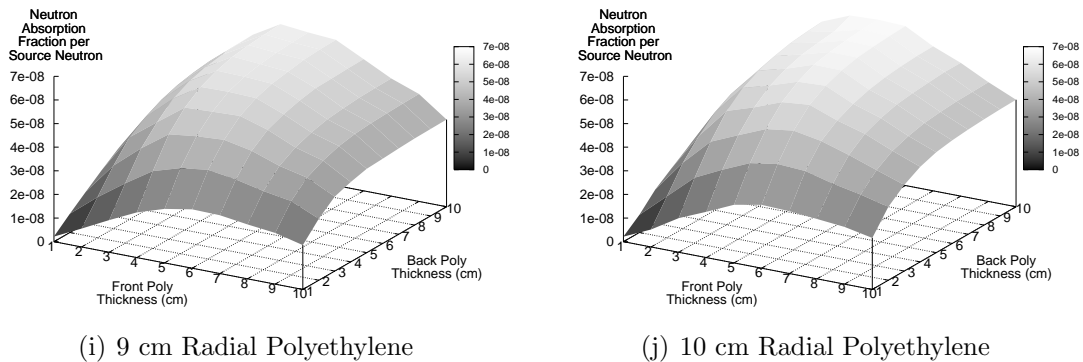 Neutron
Absorption
Fraction per
Source Neutron
7e-08
6e-08
5e-08
4e-08
3e-08
2e-08
1e-08
0
1
2
3
4
5
6
7
8
9
10
Front Poly
Thickness (cm)
1
2
3
4
5
6
7
8
9
10
Back Poly
Thickness (cm)
7e-08
6e-08
5e-08
4e-08
3e-08
2e-08
1e-08
0
(i) 9 cm Radial Polyethylene
Neutron
Absorption
Fraction per
Source Neutron
7e-08
6e-08
5e-08
4e-08
3e-08
2e-08
1e-08
0
1
2
3
4
5
6
7
8
9
10
Front Poly
Thickness (cm)
1
2
3
4
5
6
7
8
9
10
Back Poly
Thickness (cm)
7e-08
6e-08
5e-08
4e-08
3e-08
2e-08
1e-08
0
(j) 10 cm Radial Polyethylene